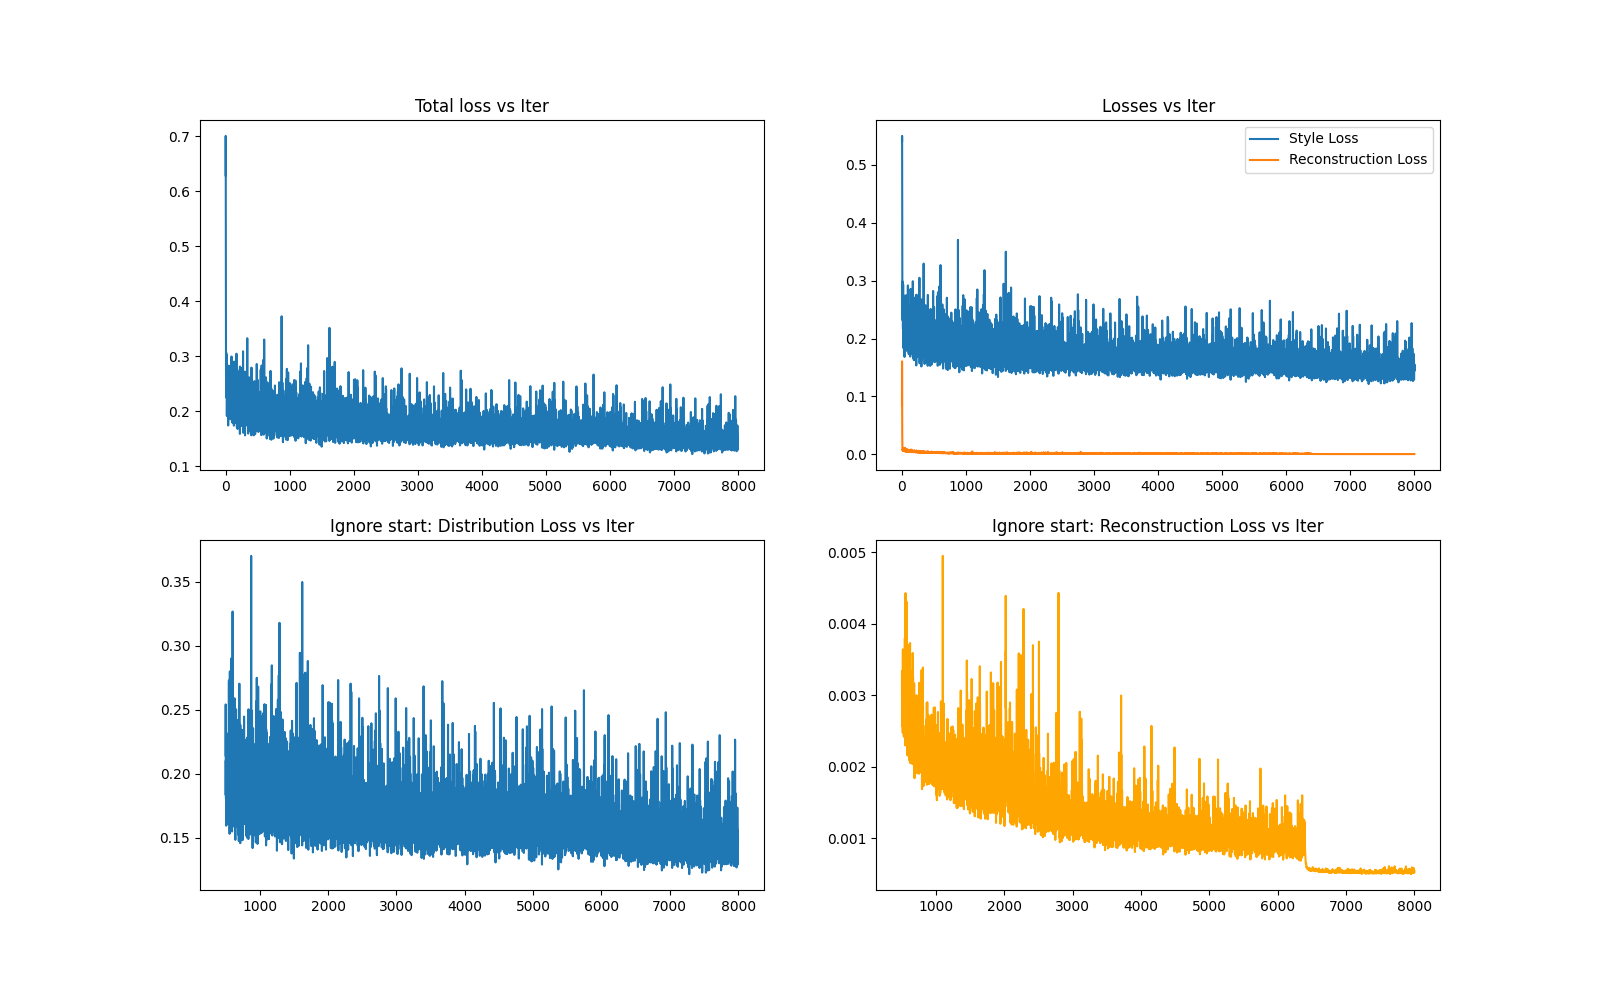 Total loss vs Iter
0.7
0.6
0.5
0.4
0.3
0.2
0.1
0 1000 2000 3000 4000 5000 6000 7000 8000
Losses vs Iter
Style Loss
Reconstruction Loss
0.5
0.4
0.3
0.2
0.1
0.0
0 1000 2000 3000 4000 5000 6000 7000 8000
Ignore start: Distribution Loss vs Iter
0.35
0.30
0.25
0.20
0.15
1000 2000 3000 4000 5000 6000 7000 8000
Ignore start: Reconstruction Loss vs Iter
0.005
0.004
0.003
0.002
0.001
1000 2000 3000 4000 5000 6000 7000 8000